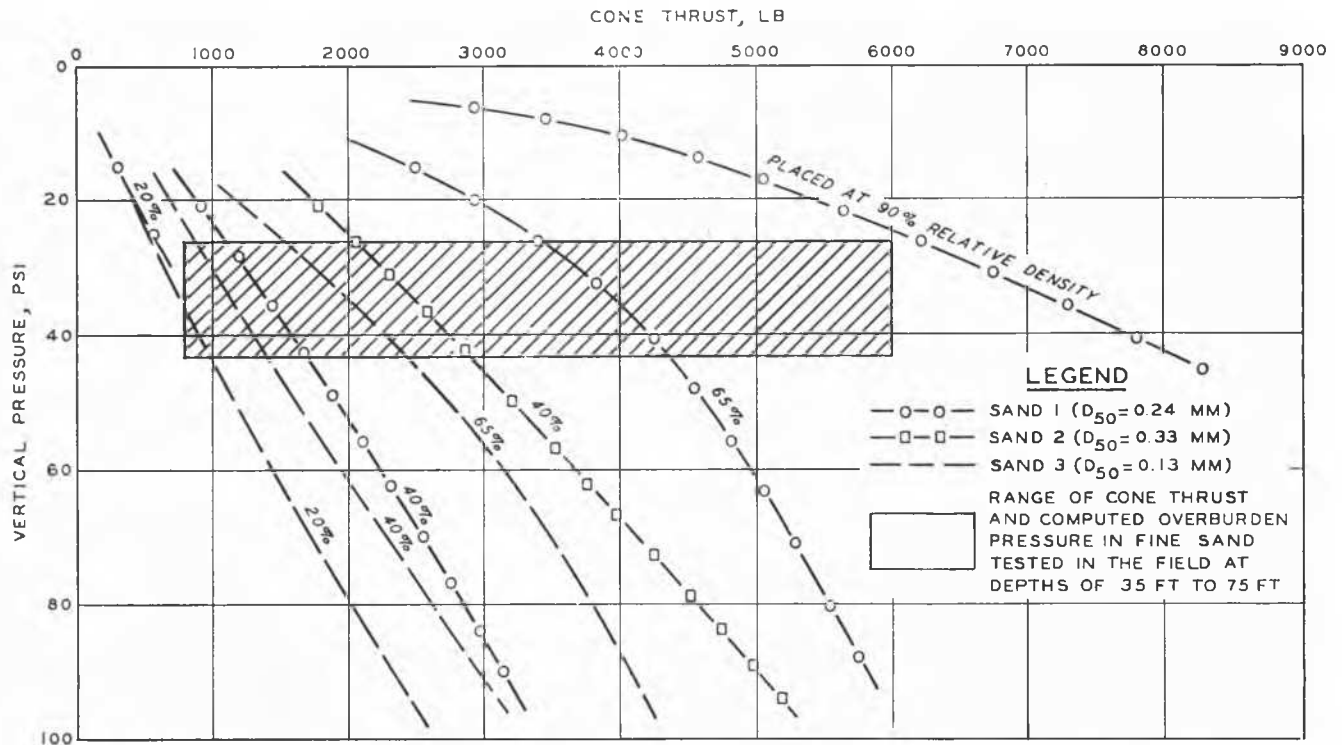 CONE THRUST, LB
0 1000 2000 3000 4000 5000 6000 7000 8000 9000
VERTICAL PRESSURE, PSI
0
20
40
60
80
100
20%
PLACED AT 90% RELATIVE DENSITY
65%
40%
65%
40%
40%
20%
LEGEND
SAND 1 (D50=0.24 MM)
SAND 2 (D50=0.33 MM)
SAND 3 (D50=0.13 MM)
RANGE OF CONE THRUST
AND COMPUTED OVERBURDEN
PRESSURE IN FINE SAND
TESTED IN THE FIELD AT
DEPTHS OF 35 FT TO 75 FT